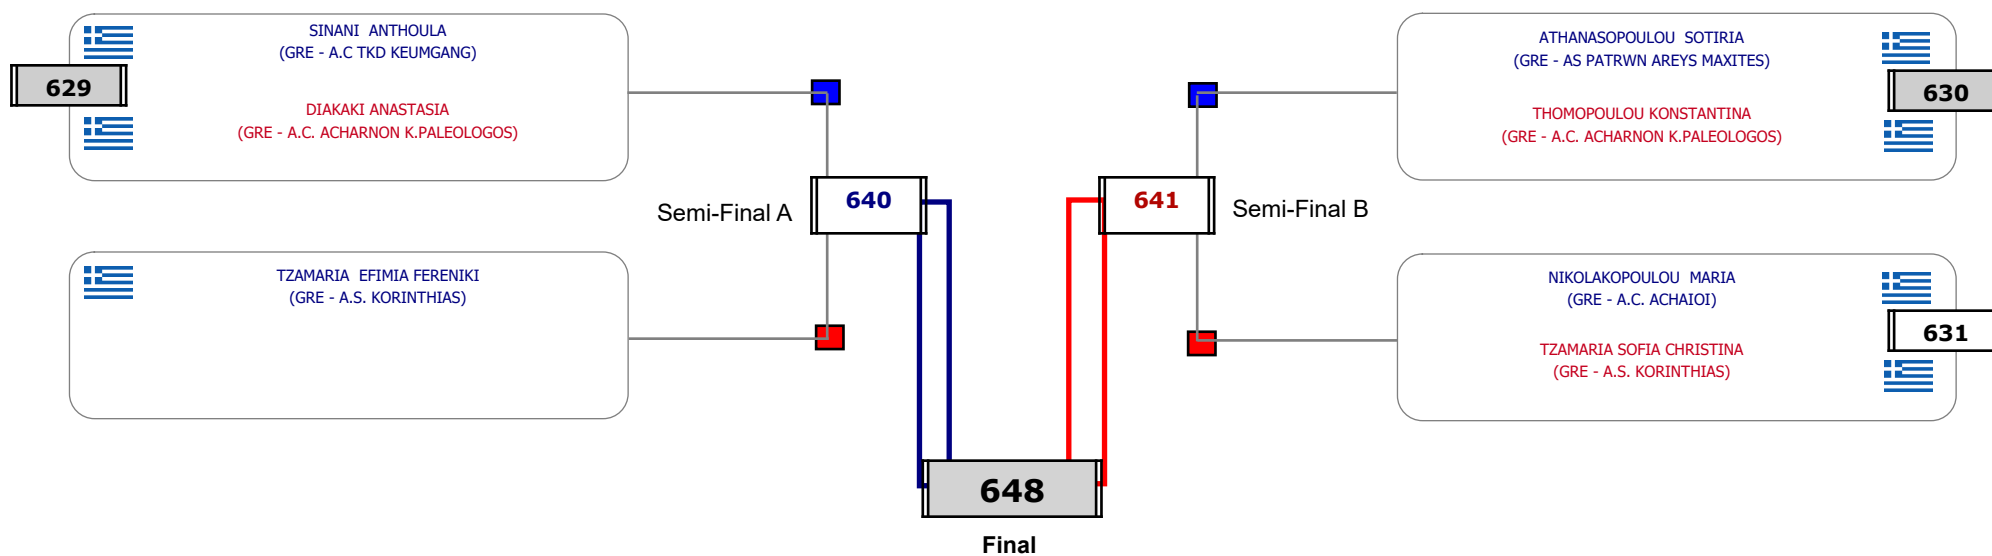 SINANI  ANTHOULA
(GRE - A.C TKD KEUMGANG)
629
DIAKAKI ANASTASIA
(GRE - A.C. ACHARNON K.PALEOLOGOS)
ATHANASOPOULOU  SOTIRIA
(GRE - AS PATRWN AREYS MAXITES)
630
THOMOPOULOU KONSTANTINA
(GRE - A.C. ACHARNON K.PALEOLOGOS)
Semi-Final A
640
641
Semi-Final B
TZAMARIA  EFIMIA FERENIKI
(GRE - A.S. KORINTHIAS)
NIKOLAKOPOULOU  MARIA
(GRE - A.C. ACHAIOI)
631
TZAMARIA SOFIA CHRISTINA
(GRE - A.S. KORINTHIAS)
648
Final